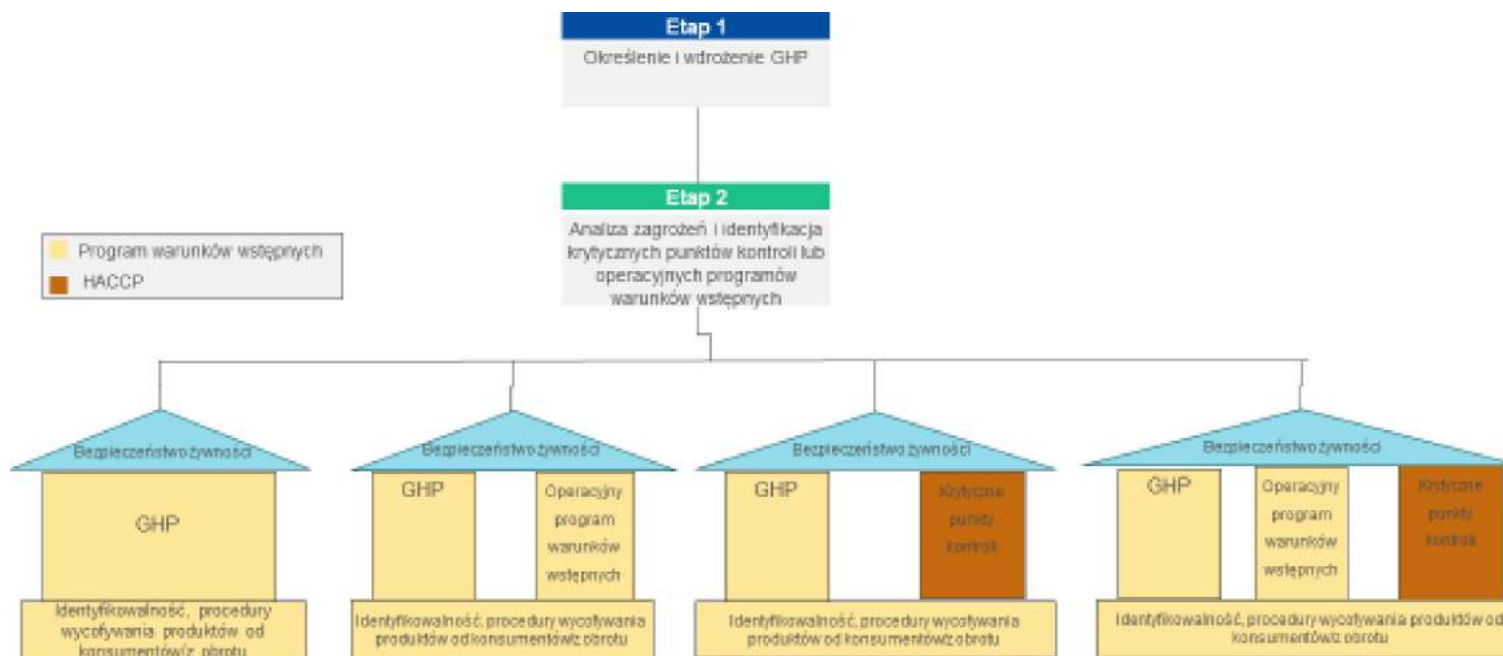 Etap 1
Określenie i wdrożenie GHP
Etap 2
Analiza zagrożeń i identyfikacja
krytycznych punktów kontroli lub
operacyjnych programów
warunków wstępnych
Program warunków wstępnych
HACCP
Bezpieczeństwo żywności
GHP
Identyfikowalność, procedury
wycofywania produktów od
konsumentów/z obrotu
Bezpieczeństwo żywności
GHP
Operacyjny
program
warunków
wstępnych
Identyfikowalność, procedury wycofywania
produktów od konsumentów/z obrotu
Bezpieczeństwo żywności
GHP
Krytyczne
punkty
kontroli
Identyfikowalność, procedury wycofywania
produktów od konsumentów/z obrotu
Bezpieczeństwo żywności
GHP
Operacyjny
program
warunków
wstępnych
Krytyczne
punkty
kontroli
Identyfikowalność, procedury wycofywania produktów od
konsumentów/z obrotu